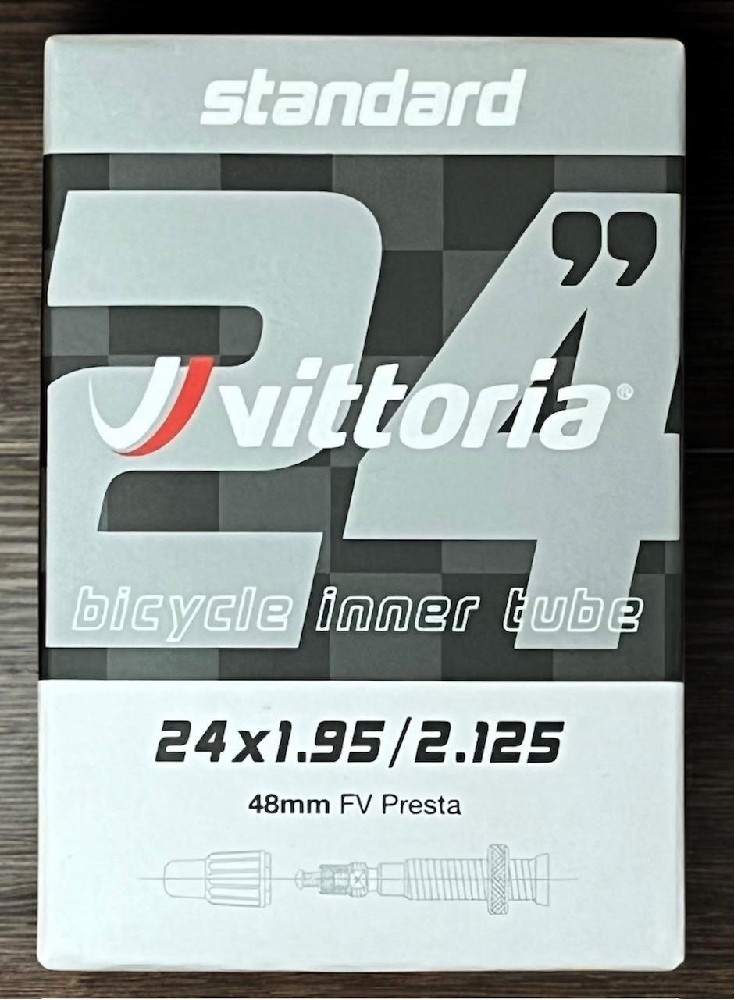 standard
24”
vittoria®
bicycle inner tube
24x1.95/2.125
48mm FV Presta